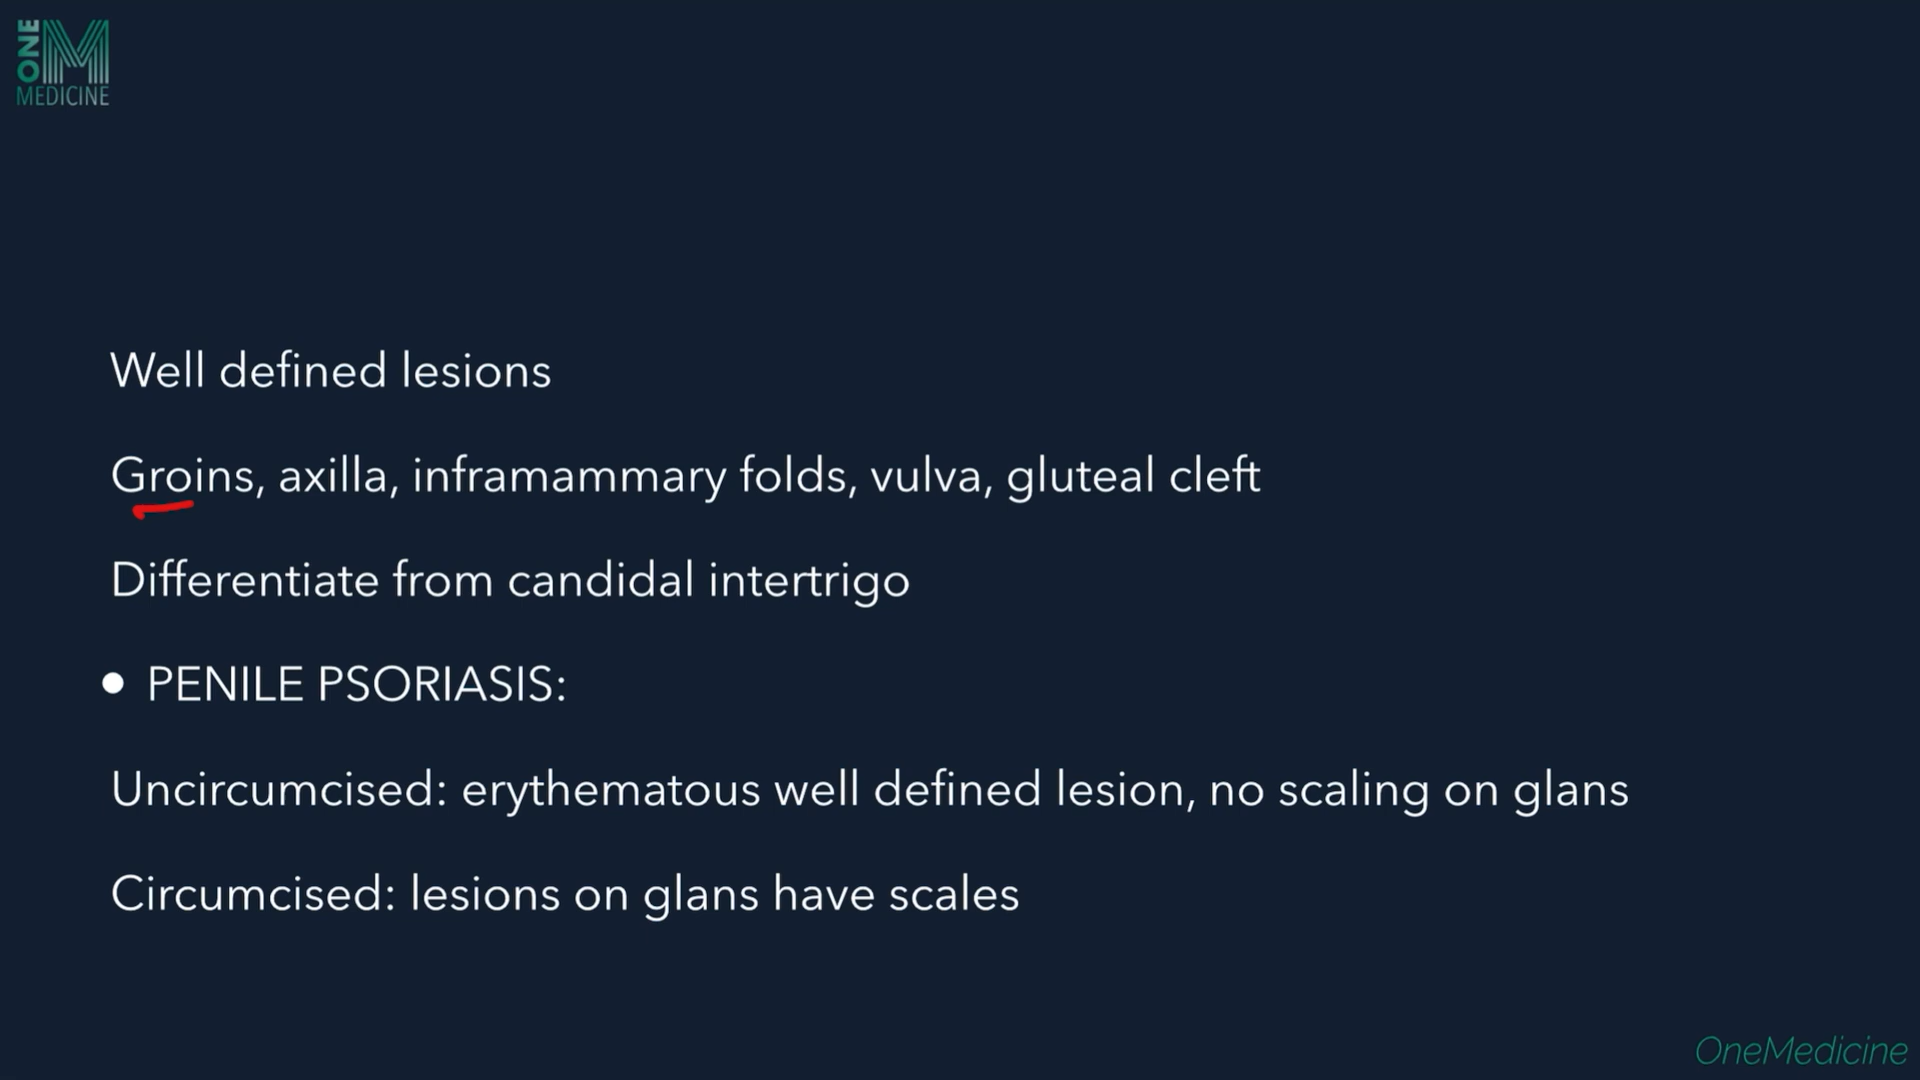 ONE
MEDICINE
Well defined lesions
Groins, axilla, inframammary folds, vulva, gluteal cleft
Differentiate from candidal intertrigo
• PENILE PSORIASIS:
Uncircumcised: erythematous well defined lesion, no scaling on glans
Circumcised: lesions on glans have scales
OneMedicine